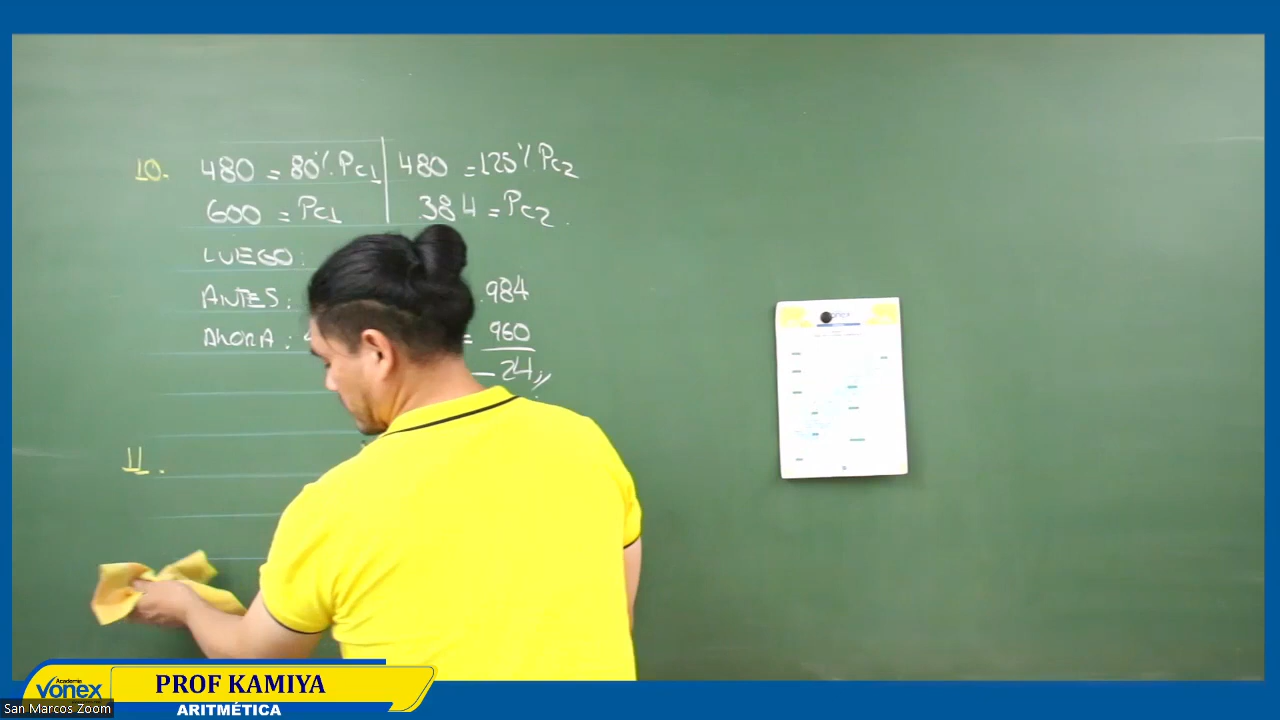 10. 480 = 80% Pc1 | 480 = 125% Pc2
600 = Pc1 | 384 = Pc2.
LUEGO:
ANTES: 984
AHORA: = 960
— 24
11.
Academia
Vonex
PROF KAMIYA
ARITMÉTICA
San Marcos Zoom